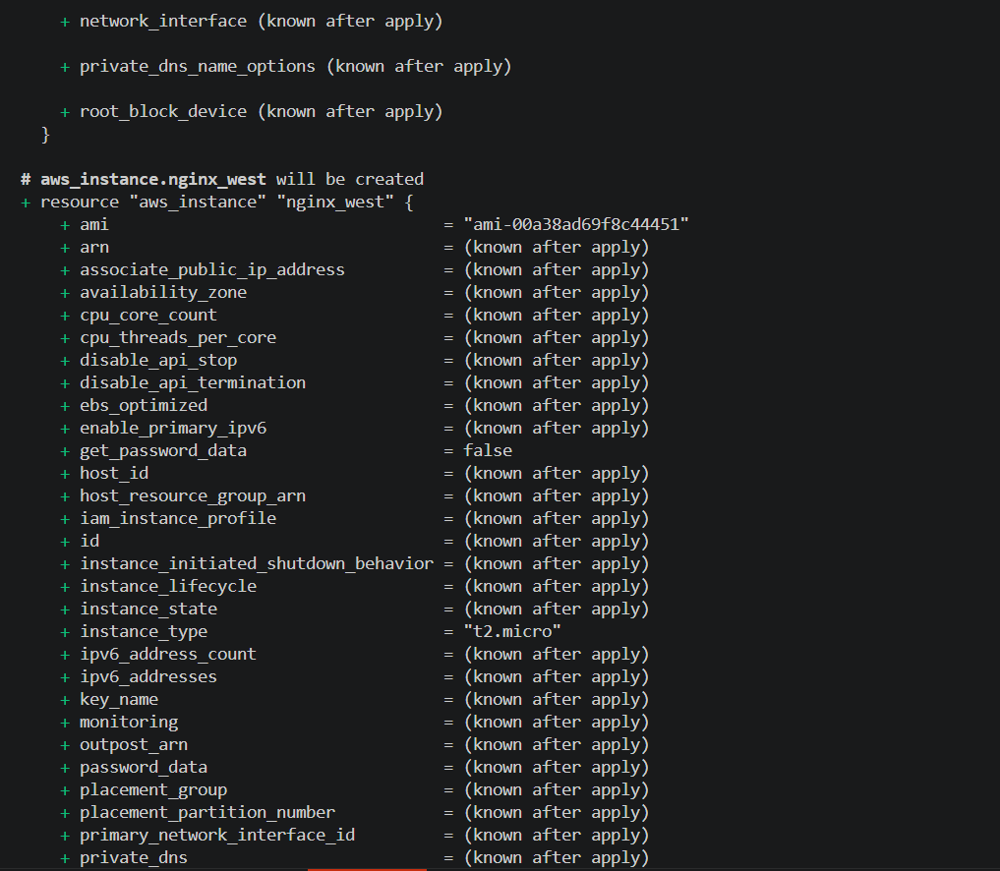 + network_interface (known after apply)
+ private_dns_name_options (known after apply)
+ root_block_device (known after apply)
}
# aws_instance.nginx_west will be created
+ resource "aws_instance" "nginx_west" {
+ ami = "ami-00a38ad69f8c44451"
+ arn = (known after apply)
+ associate_public_ip_address = (known after apply)
+ availability_zone = (known after apply)
+ cpu_core_count = (known after apply)
+ cpu_threads_per_core = (known after apply)
+ disable_api_stop = (known after apply)
+ disable_api_termination = (known after apply)
+ ebs_optimized = (known after apply)
+ enable_primary_ipv6 = (known after apply)
+ get_password_data = false
+ host_id = (known after apply)
+ host_resource_group_arn = (known after apply)
+ iam_instance_profile = (known after apply)
+ id = (known after apply)
+ instance_initiated_shutdown_behavior = (known after apply)
+ instance_lifecycle = (known after apply)
+ instance_state = (known after apply)
+ instance_type = "t2.micro"
+ ipv6_address_count = (known after apply)
+ ipv6_addresses = (known after apply)
+ key_name = (known after apply)
+ monitoring = (known after apply)
+ outpost_arn = (known after apply)
+ password_data = (known after apply)
+ placement_group = (known after apply)
+ placement_partition_number = (known after apply)
+ primary_network_interface_id = (known after apply)
+ private_dns = (known after apply)